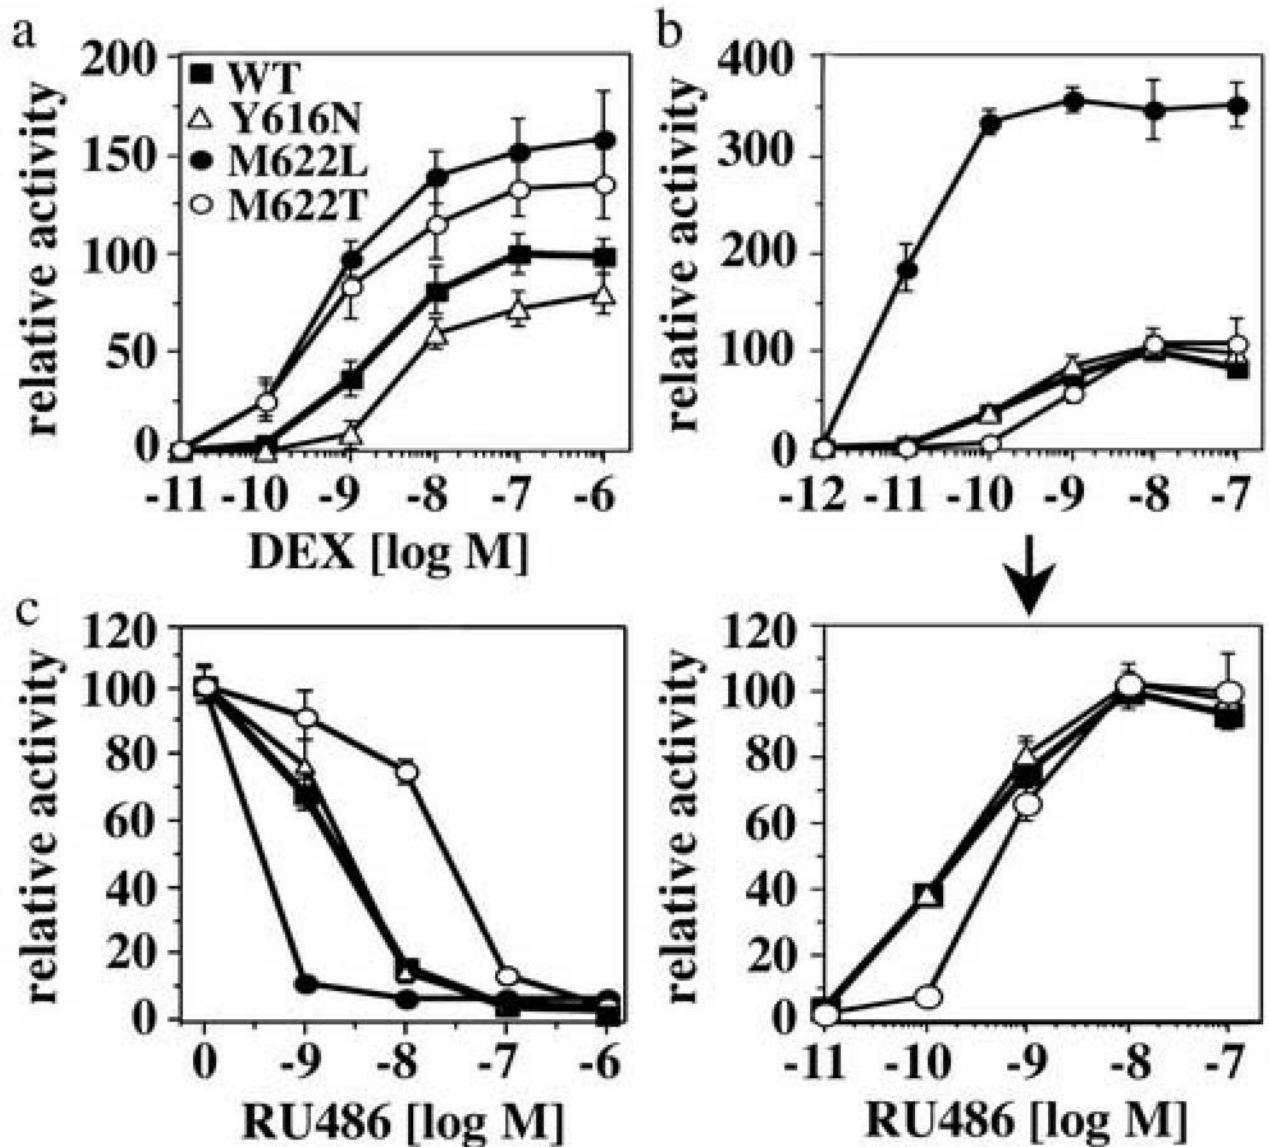 a
200
150
100
50
0
relative activity
WT
Y616N
M622L
M622T
-11 -10 -9 -8 -7 -6
DEX [log M]
b
400
300
200
100
0
relative activity
-12 -11 -10 -9 -8 -7
c
120
100
80
60
40
20
0
relative activity
0 -9 -8 -7 -6
RU486 [log M]
120
100
80
60
40
20
0
relative activity
-11 -10 -9 -8 -7
RU486 [log M]